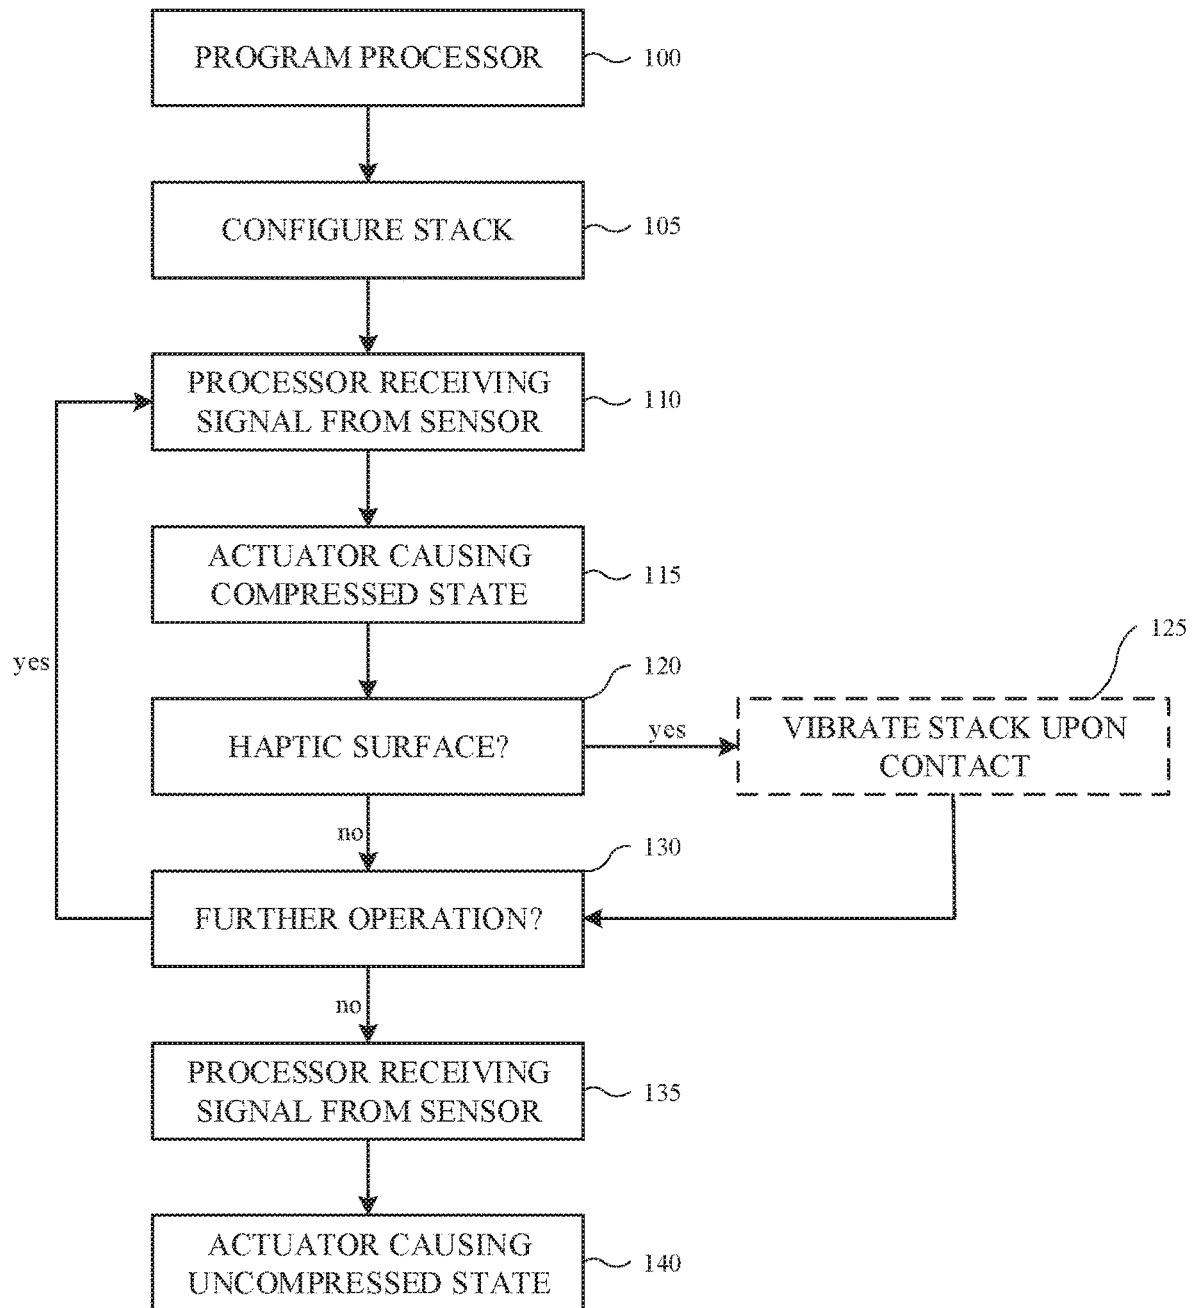 PROGRAM PROCESSOR
100
CONFIGURE STACK
105
PROCESSOR RECEIVING
SIGNAL FROM SENSOR
110
ACTUATOR CAUSING
COMPRESSED STATE
115
HAPTIC SURFACE?
120
yes
VIBRATE STACK UPON
CONTACT
125
no
FURTHER OPERATION?
130
yes
no
PROCESSOR RECEIVING
SIGNAL FROM SENSOR
135
ACTUATOR CAUSING
UNCOMPRESSED STATE
140